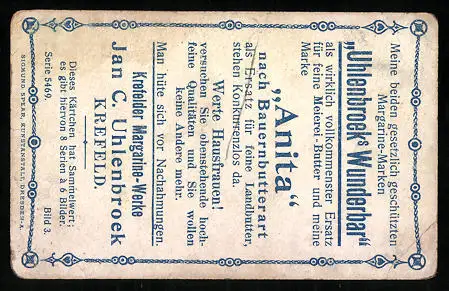 Meine beiden gesetzlich geschützten
Margarine-Marken
„Uhlenbroek's Wunderbar"
als wirklich vollkommenster Ersatz
für feine Meierei-Butter und meine
Marke
„Anita"
nach Bauernbutterart
als Ersatz für feine Landbutter,
stehen Konkurrenzlos da.
Werte Hausfrauen!
versuchen Sie obenstehende hoch-
feine Qualitäten und Sie wollen
keine Andere mehr.
Man hüte sich vor Nachahmungen.
Krefelder Margarine-Werke
Jan C. Uhlenbroek
KREFELD.
Dieses Kärtchen hat Sammelwert;
es gibt hiervon 8 Serien à 6 Bilder.
Serie 5469. Bild 3.
SIGMUND SPEAR, KUNSTANSTALT, DRESDEN-A.